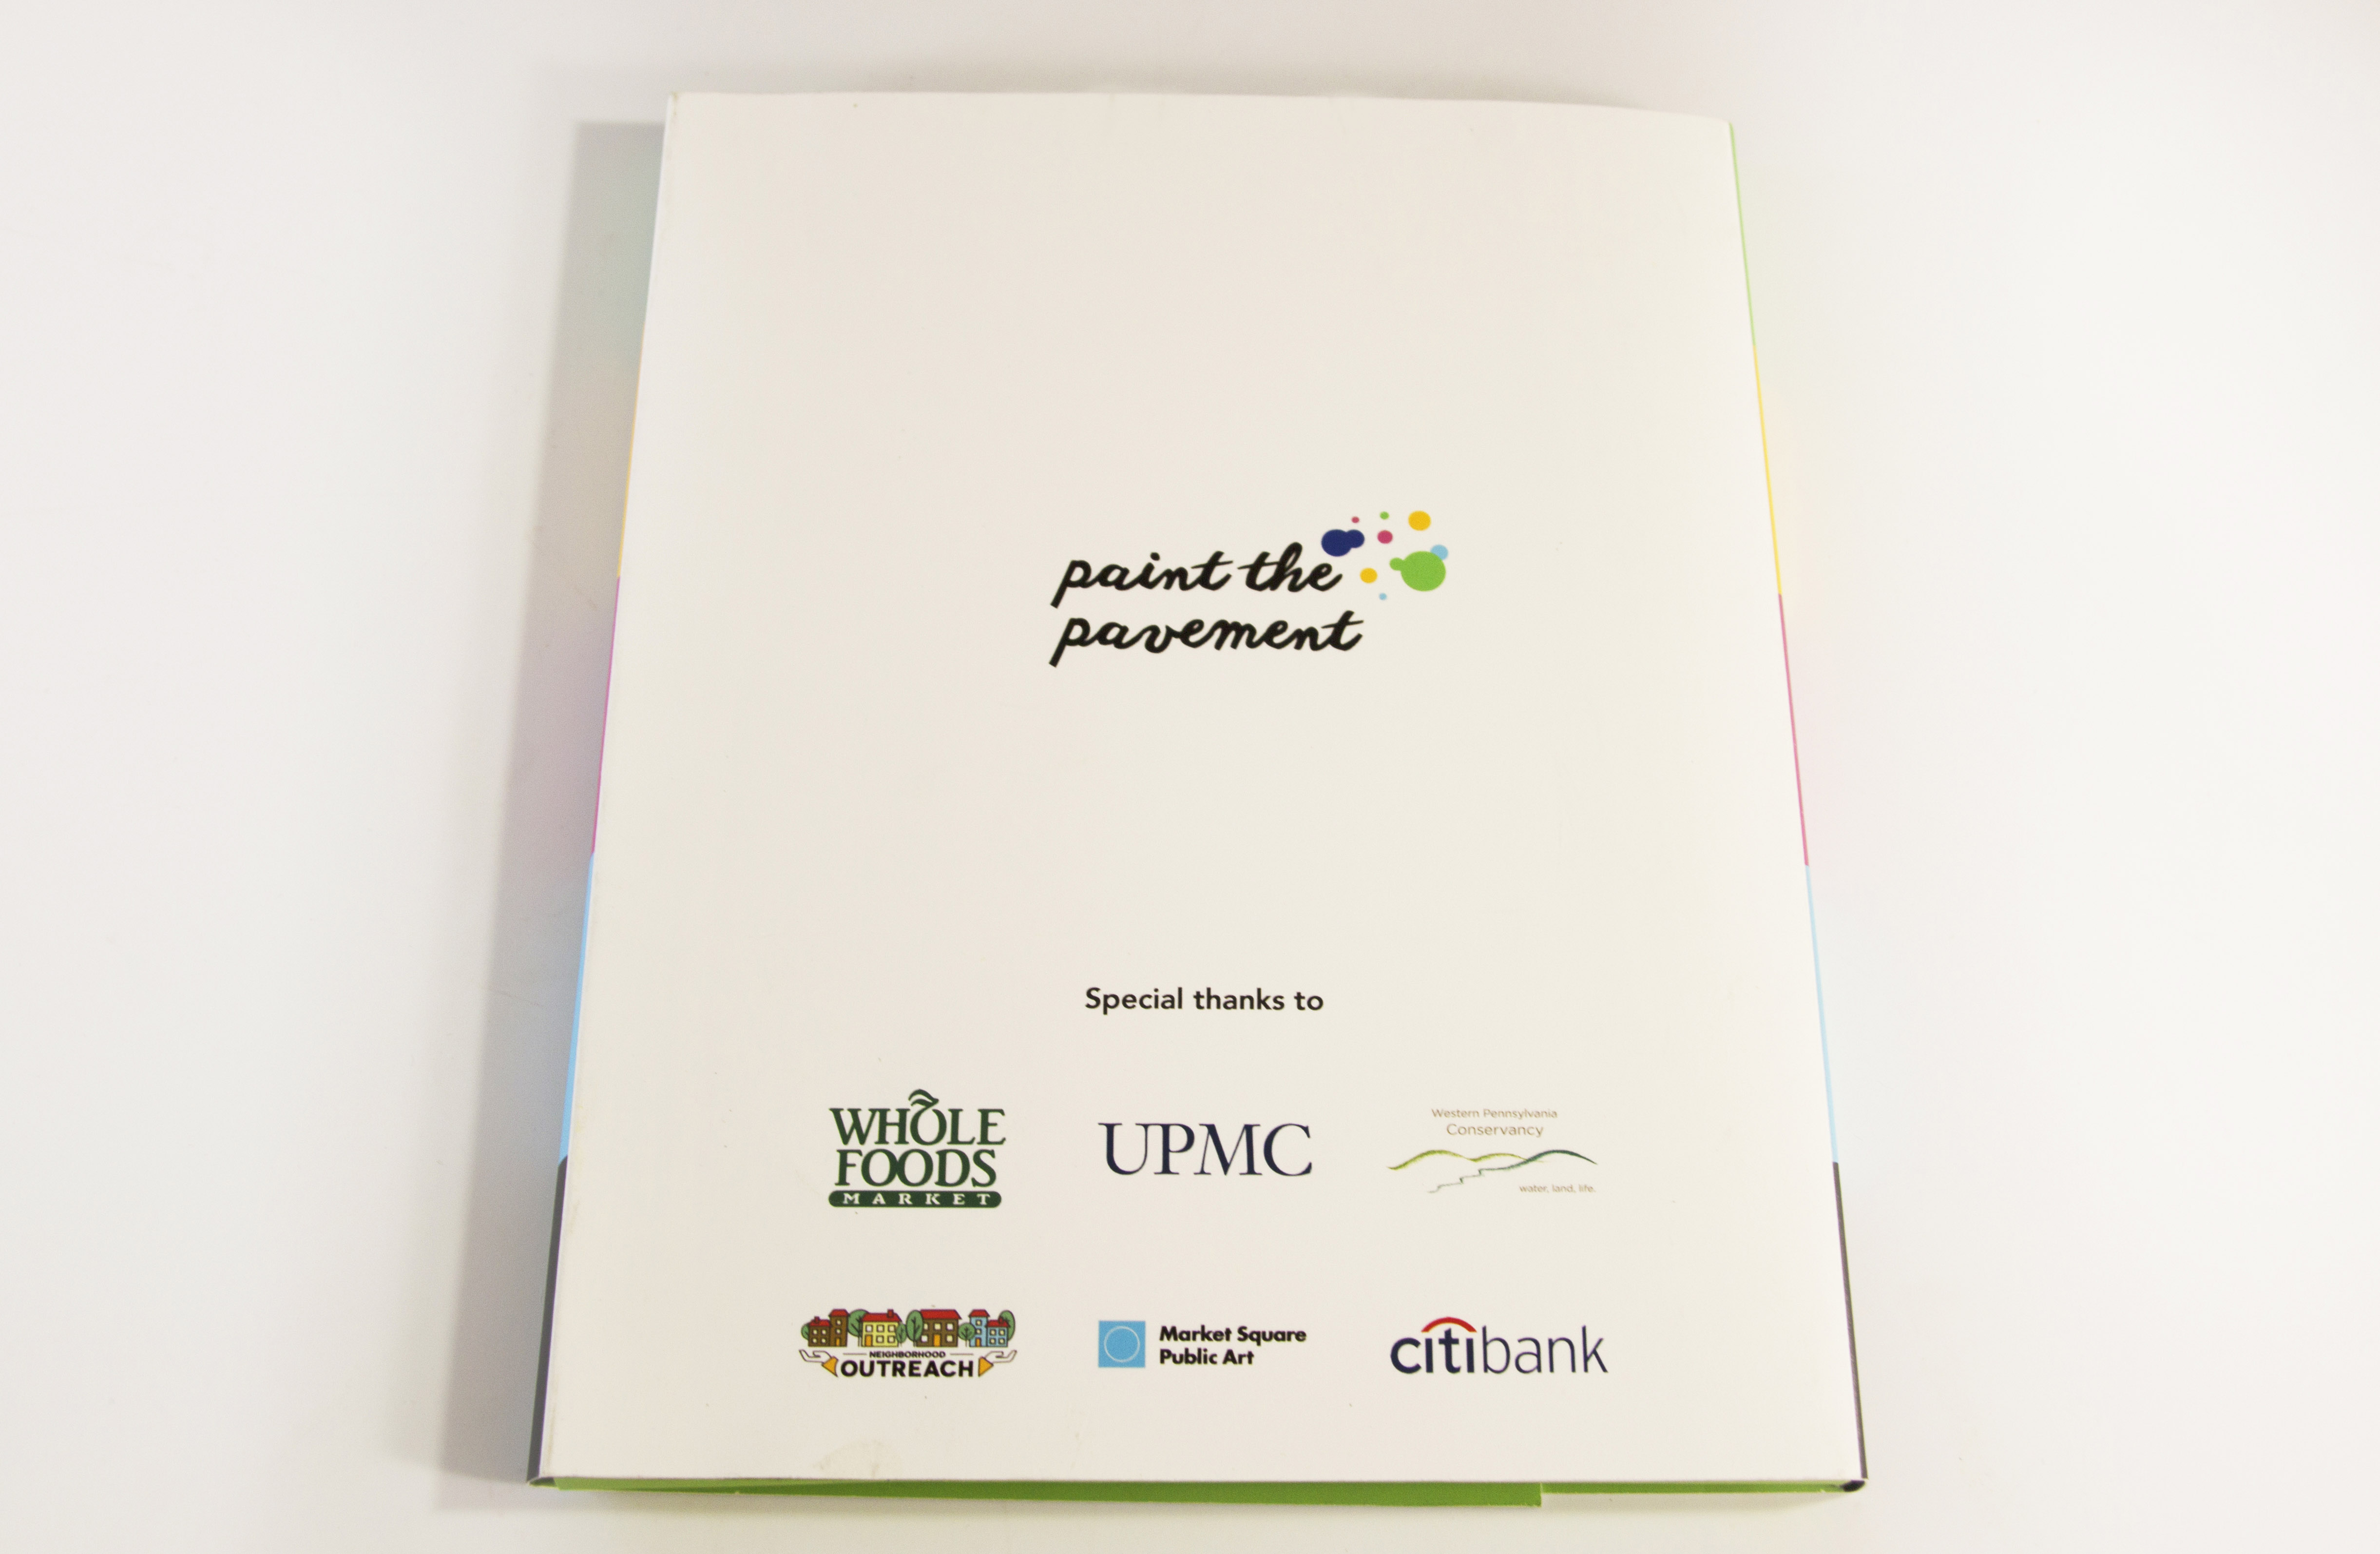 paint the
pavement
Special thanks to
WHOLE
FOODS
MARKET
UPMC
Western Pennsylvania
Conservancy
water, land, life.
NEIGHBORHOOD
OUTREACH
Market Square
Public Art
citibank